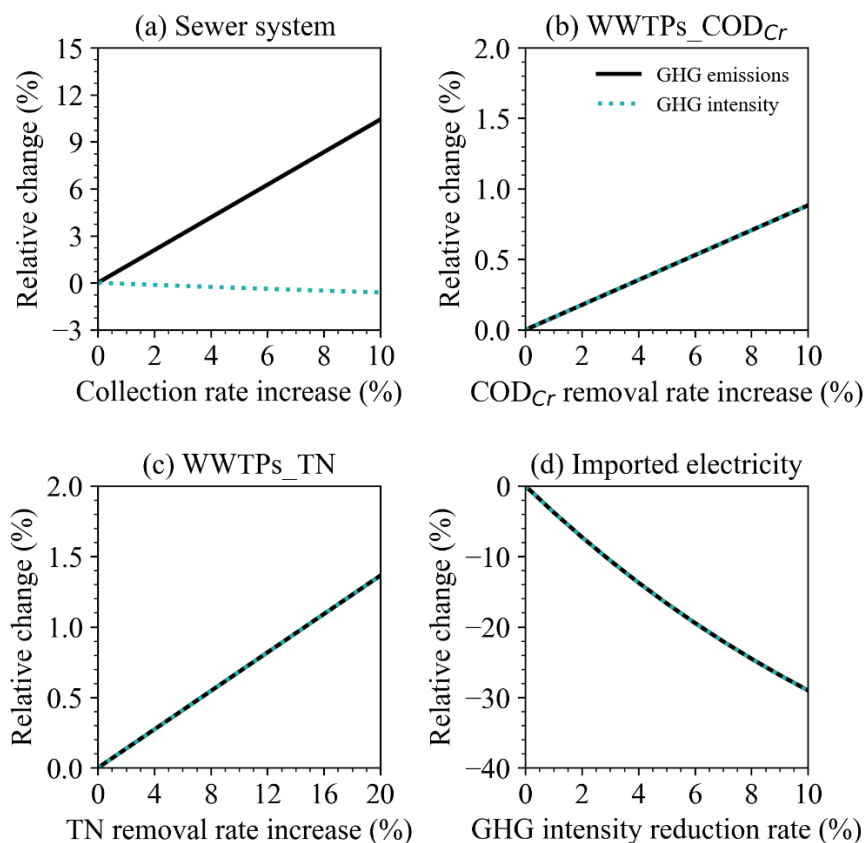 (a) Sewer system
Relative change (%)
15
12
9
6
3
0
−3
0 2 4 6 8 10
Collection rate increase (%)
(b) WWTPs_COD_Cr
GHG emissions
GHG intensity
Relative change (%)
2.0
1.5
1.0
0.5
0.0
0 2 4 6 8 10
COD_Cr removal rate increase (%)
(c) WWTPs_TN
Relative change (%)
2.0
1.5
1.0
0.5
0.0
0 4 8 12 16 20
TN removal rate increase (%)
(d) Imported electricity
Relative change (%)
0
−10
−20
−30
−40
0 2 4 6 8 10
GHG intensity reduction rate (%)